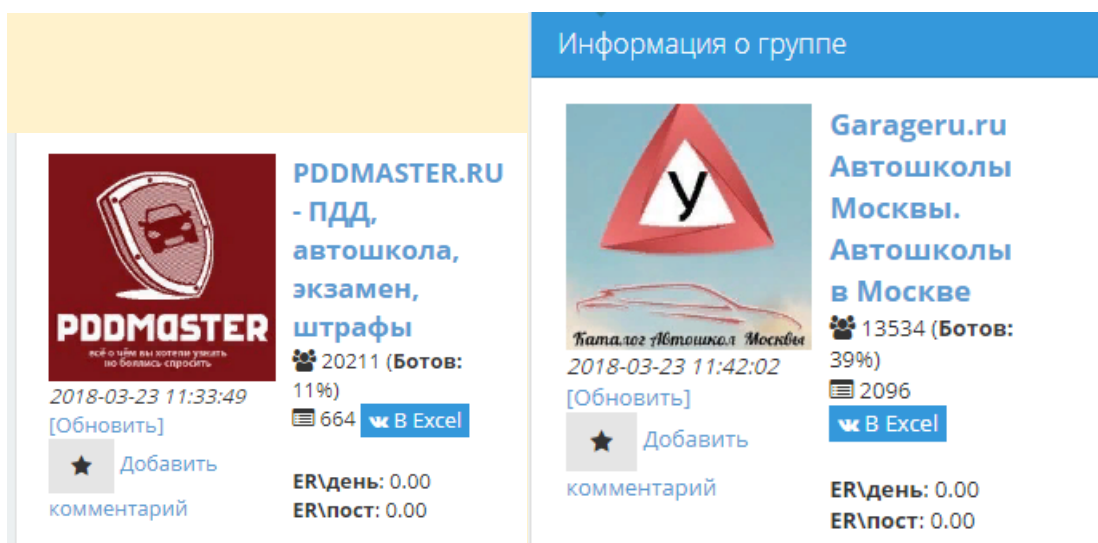 PDDMASTER
всё о чём вы хотели узнать
но боялись спросить
2018-03-23 11:33:49
[Обновить]
Добавить
комментарий
PDDMASTER.RU
- ПДД,
автошкола,
экзамен,
штрафы
20211 (Ботов:
11%)
664 В Excel
ER\день: 0.00
ER\пост: 0.00
Информация о группе
У
Каталог Автошкол Москвы
2018-03-23 11:42:02
[Обновить]
Добавить
комментарий
Garageru.ru
Автошколы
Москвы.
Автошколы
в Москве
13534 (Ботов:
39%)
2096
В Excel
ER\день: 0.00
ER\пост: 0.00